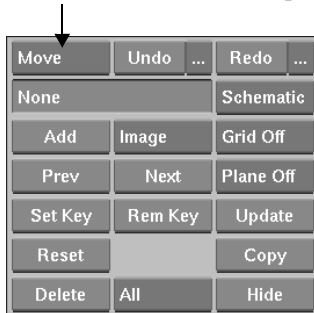 Move Undo ... Redo ...
None Schematic
Add Image Grid Off
Prev Next Plane Off
Set Key Rem Key Update
Reset Copy
Delete All Hide